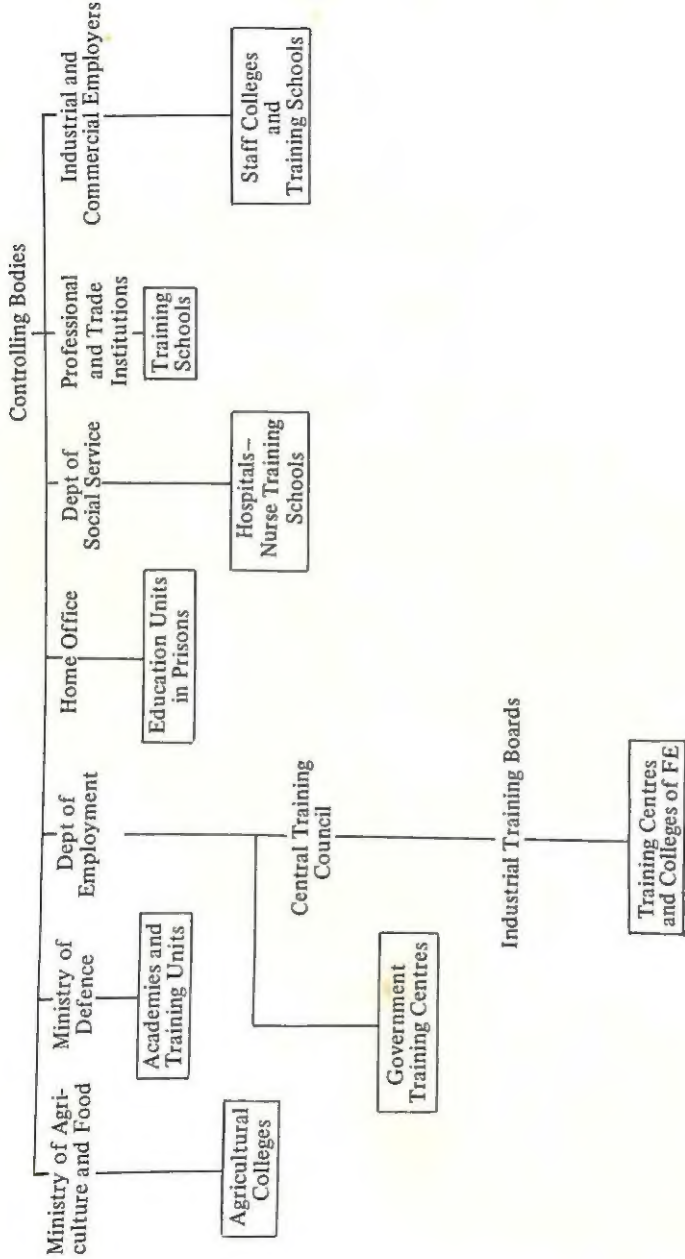 Controlling Bodies
Ministry of Agri-
culture and Food
Agricultural
Colleges
Ministry of
Defence
Academies and
Training Units
Dept of
Employment
Government
Training Centres
Central Training
Council
Industrial Training Boards
Training Centres
and Colleges of FE
Home Office
Education Units
in Prisons
Dept of
Social Service
Hospitals—
Nurse Training
Schools
Professional
and Trade
Institutions
Training
Schools
Industrial and
Commercial Employers
Staff Colleges
and
Training Schools